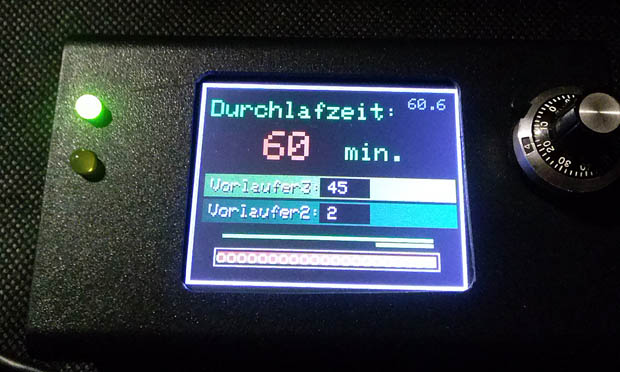 Durchlafzeit: 60.6
60 min.
Vorlaufer3: 45
Vorlaufer2: 2